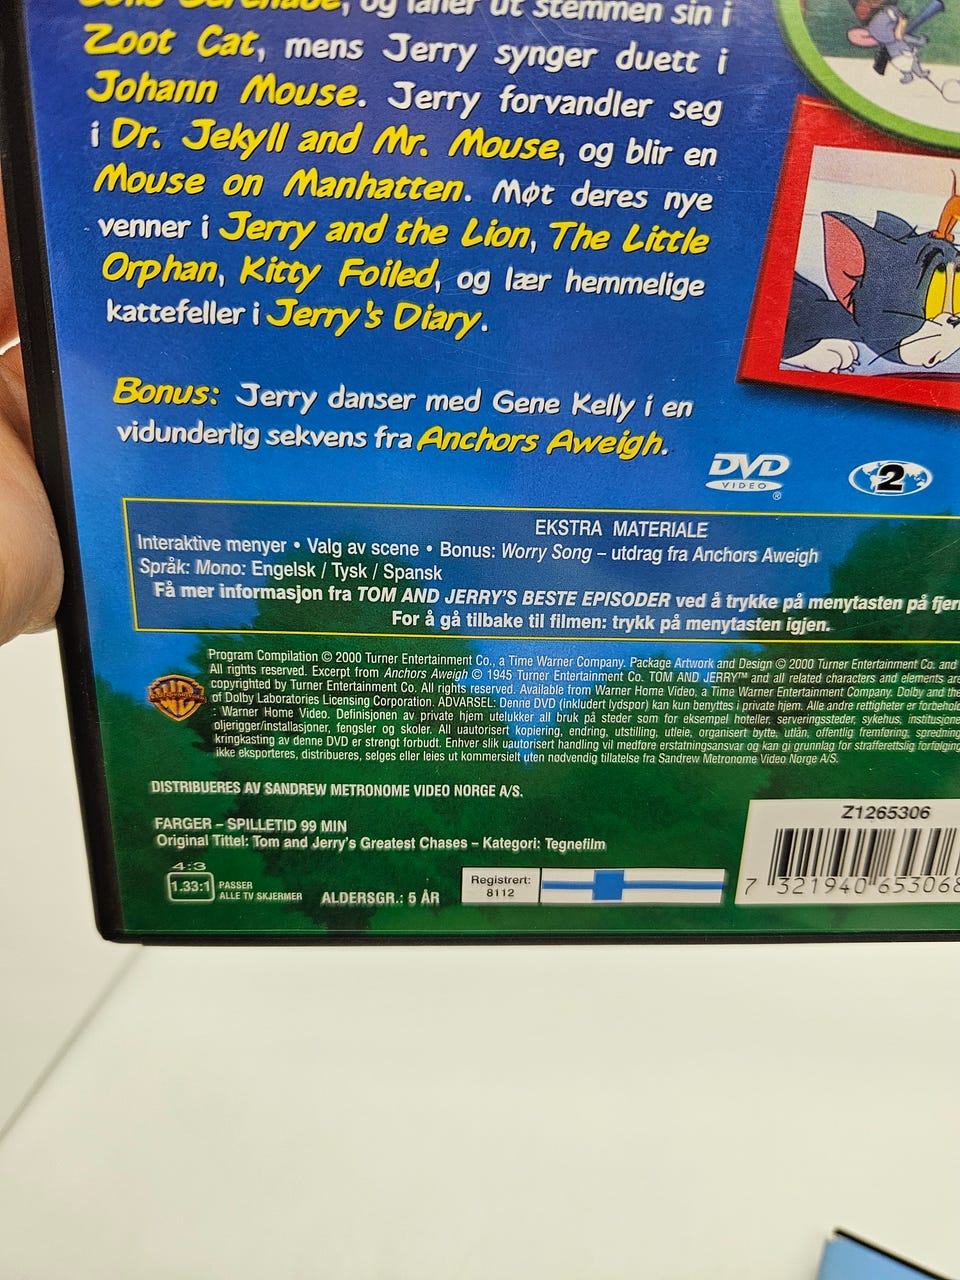 Solid Serenade, og låner ut stemmen sin i
Zoot Cat, mens Jerry synger duett i
Johann Mouse. Jerry forvandler seg
i Dr. Jekyll and Mr. Mouse, og blir en
Mouse on Manhatten. Møt deres nye
venner i Jerry and the Lion, The Little
Orphan, Kitty Foiled, og lær hemmelige
kattefeller i Jerry's Diary.
Bonus: Jerry danser med Gene Kelly i en
vidunderlig sekvens fra Anchors Aweigh.
DVD
VIDEO
®
2
EKSTRA MATERIALE
Interaktive menyer • Valg av scene • Bonus: Worry Song – utdrag fra Anchors Aweigh
Språk: Mono: Engelsk / Tysk / Spansk
Få mer informasjon fra TOM AND JERRY'S BESTE EPISODER ved å trykke på menytasten på fjer
For å gå tilbake til filmen: trykk på menytasten igjen.
Program Compilation © 2000 Turner Entertainment Co., a Time Warner Company. Package Artwork and Design © 2000 Turner Entertainment Co. and
All rights reserved. Excerpt from Anchors Aweigh © 1945 Turner Entertainment Co. TOM AND JERRY™ and all related characters and elements are
copyrighted by Turner Entertainment Co. All rights reserved. Available from Warner Home Video, a Time Warner Entertainment Company. Dolby and the
of Dolby Laboratories Licensing Corporation. ADVARSEL: Denne DVD (inkludert lydspor) kan kun benyttes i private hjem. Alle andre rettigheter er forbehold
: Warner Home Video. Definisjonen av private hjem utelukker all bruk på steder som for eksempel hoteller, serveringssteder, sykehus, institusjone
oljerigger/installasjoner, fengsler og skoler. All uautorisert kopiering, endring, utstilling, utleie, organisert bytte, utlån, offentlig fremføring, spredning
kringkasting av denne DVD er strengt forbudt. Enhver slik uautorisert handling vil medføre erstatningsansvar og kan gi grunnlag for strafferettslig forfølging
ikke eksporteres, distribueres, selges eller leies ut kommersielt uten nødvendig tillatelse fra Sandrew Metronome Video Norge A/S.
WB
DISTRIBUERES AV SANDREW METRONOME VIDEO NORGE A/S.
FARGER – SPILLETID 99 MIN
Original Tittel: Tom and Jerry's Greatest Chases – Kategori: Tegnefilm
4:3
1.33:1
PASSER
ALLE TV SKJERMER
ALDERSGR.: 5 ÅR
Registrert:
8112
Z1265306
7 321940 653068